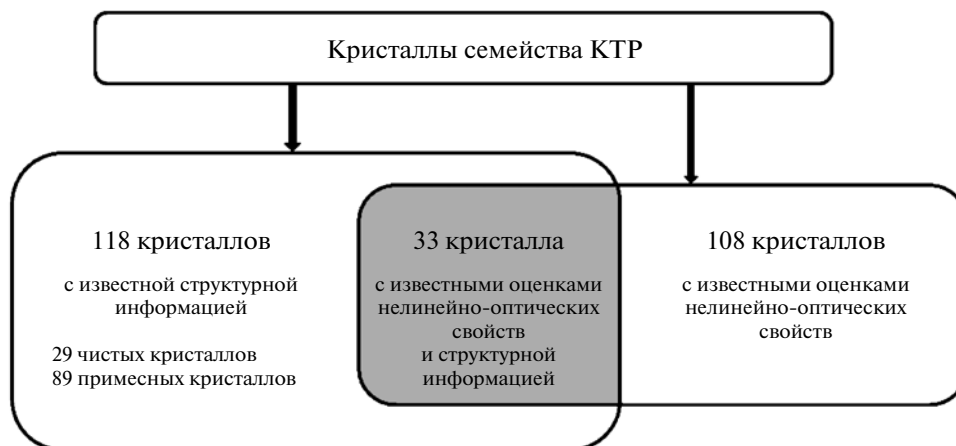 Кристаллы семейства КТР
118 кристаллов
с известной структурной
информацией
29 чистых кристаллов
89 примесных кристаллов
33 кристалла
с известными оценками
нелинейно-оптических
свойств
и структурной
информацией
108 кристаллов
с известными оценками
нелинейно-оптических
свойств